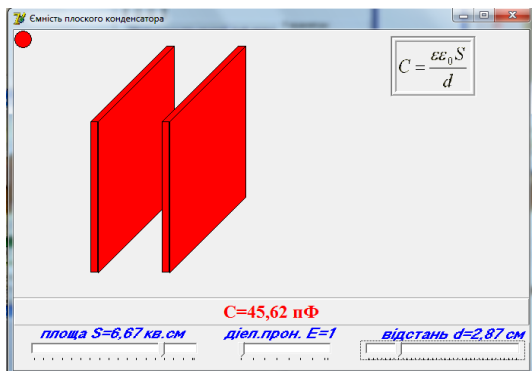 Ємність плоского конденсатора
C = εε₀S / d
C=45,62 пФ
площа S=6,67 кв.см діел.прон. E=1 відстань d=2,87 см